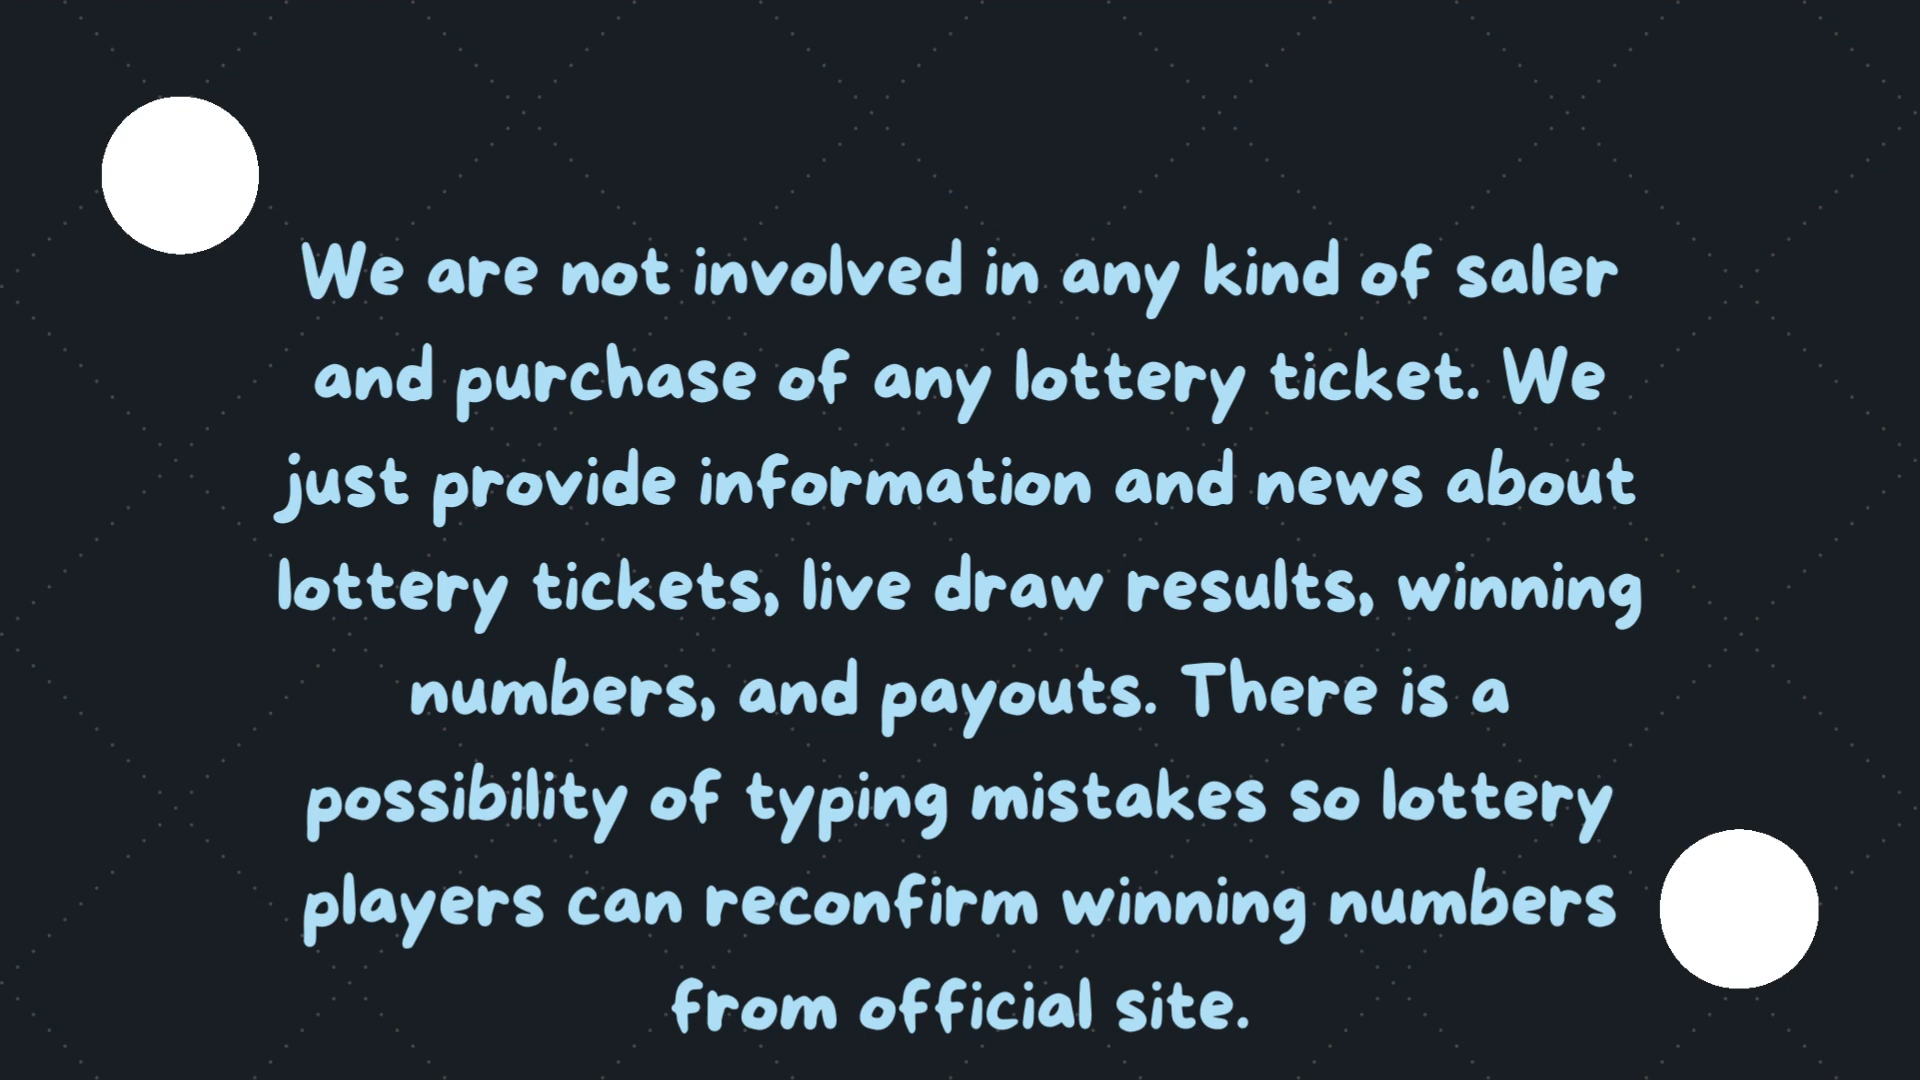 We are not involved in any kind of saler
and purchase of any lottery ticket. We
just provide information and news about
lottery tickets, live draw results, winning
numbers, and payouts. There is a
possibility of typing mistakes so lottery
players can reconfirm winning numbers
from official site.